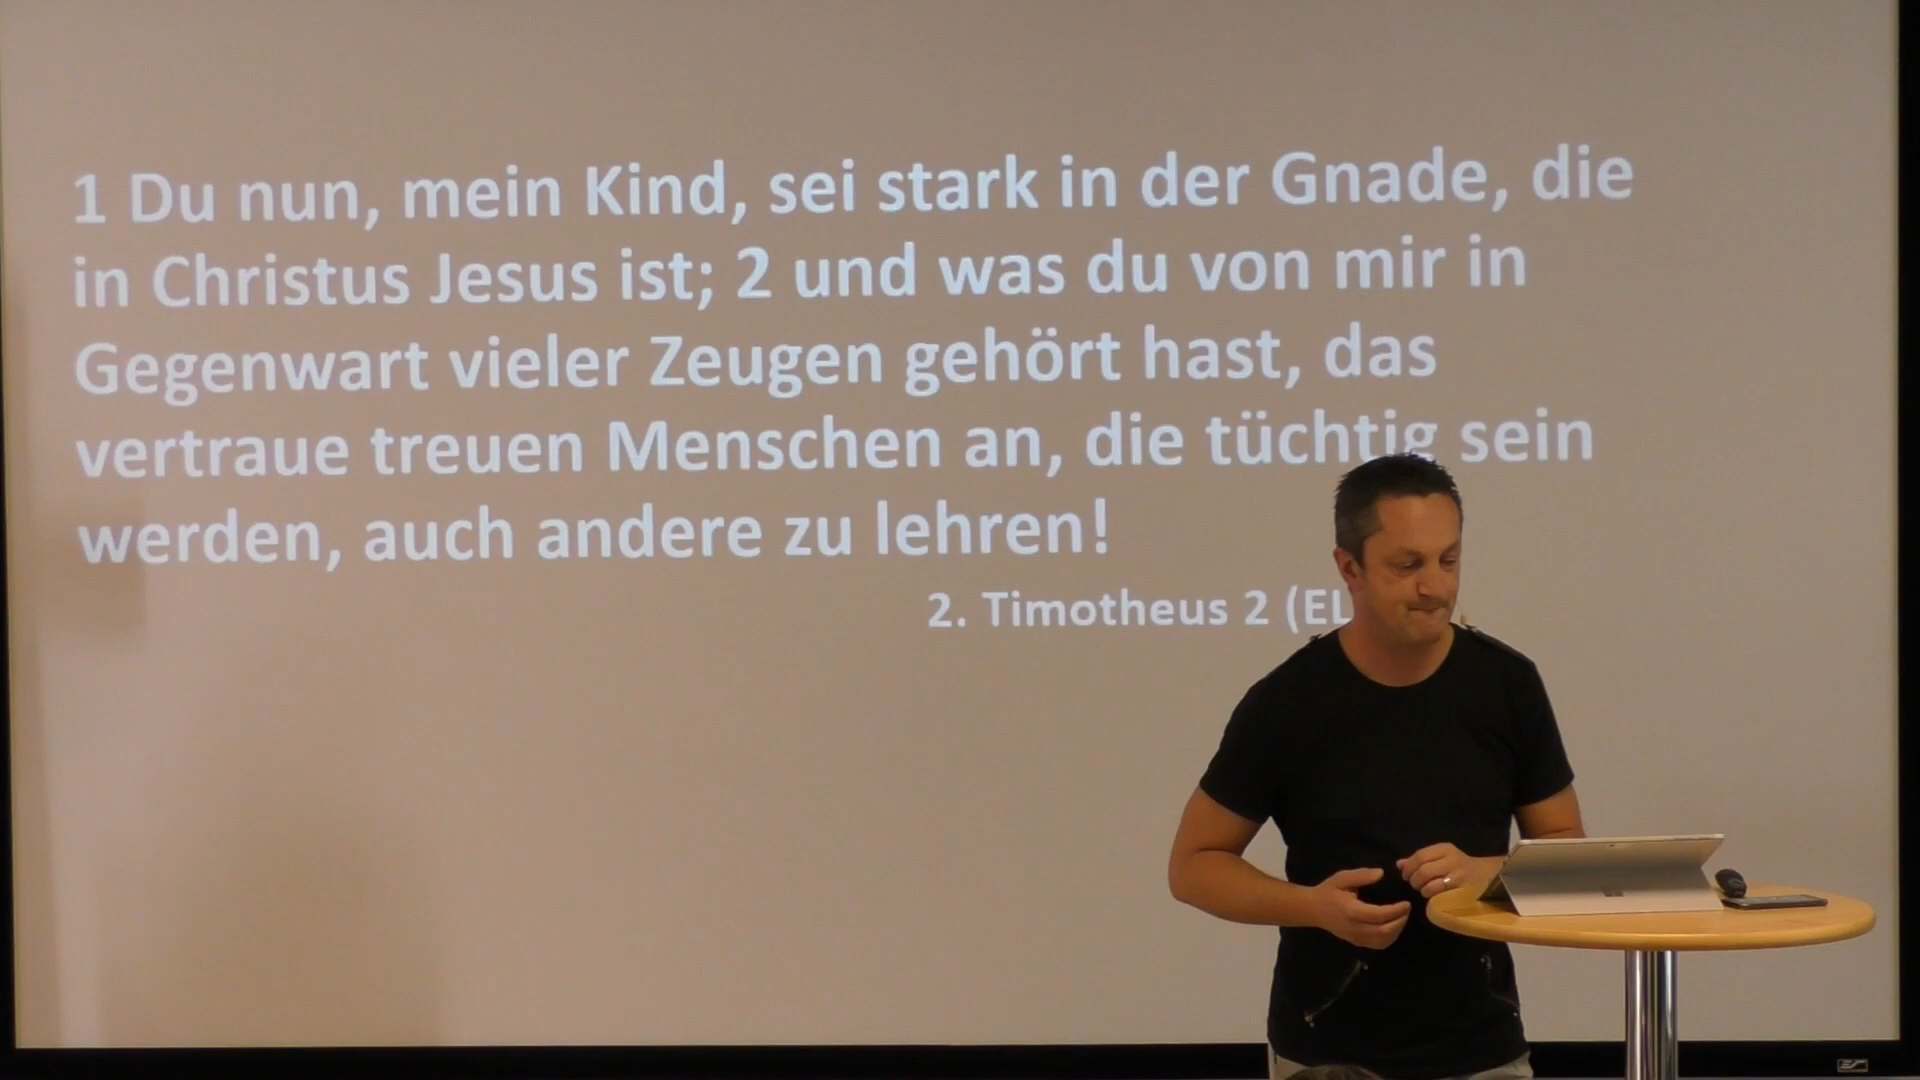 1 Du nun, mein Kind, sei stark in der Gnade, die
in Christus Jesus ist; 2 und was du von mir in
Gegenwart vieler Zeugen gehört hast, das
vertraue treuen Menschen an, die tüchtig sein
werden, auch andere zu lehren!
2. Timotheus 2 (EL